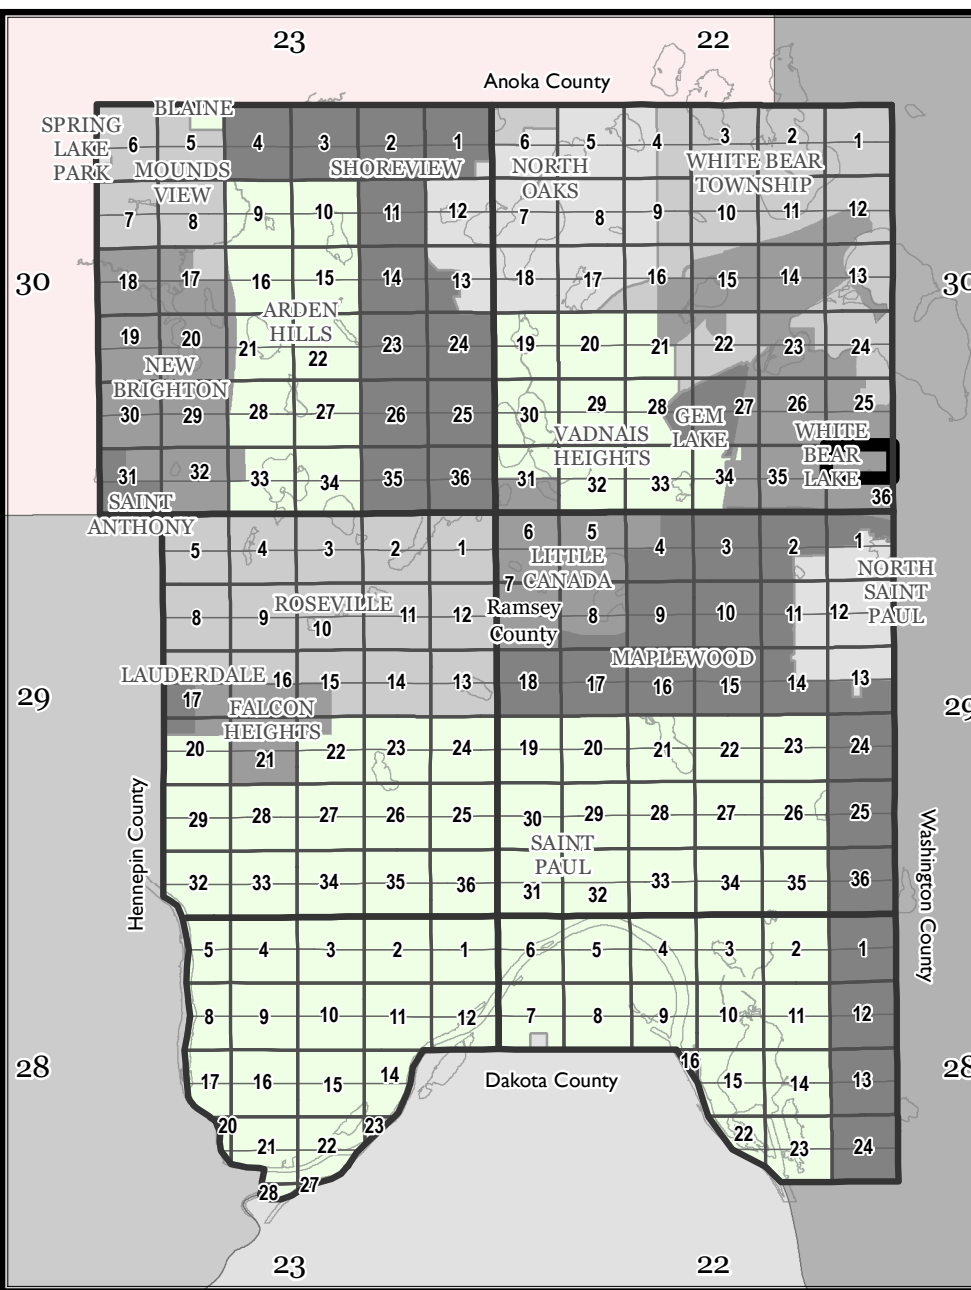 23 22
Anoka County
BLAINE
SPRING
LAKE
PARK
6 5 4 3 2 1 6 5 4 3 2 1
MOUNDS
VIEW
SHOREVIEW
NORTH
OAKS
WHITE BEAR
TOWNSHIP
7 8 9 10 11 12 7 8 9 10 11 12
30 18 17 16 15 14 13 18 17 16 15 14 13 30
ARDEN
HILLS
19 20 21 22 23 24 19 20 21 22 23 24
NEW
BRIGHTON
30 29 28 27 26 25 30 29 28 27 26 25
GEM
LAKE
VADNAIS
HEIGHTS
WHITE
BEAR
LAKE
31 32 33 34 35 36 31 32 33 34 35 36
SAINT
ANTHONY
5 4 3 2 1 6 5 4 3 2 1
LITTLE
CANADA
NORTH
SAINT
PAUL
8 9 10 11 12 7 8 9 10 11 12
ROSEVILLE
Ramsey
County
MAPLEWOOD
LAUDERDALE
29 17 16 15 14 13 18 17 16 15 14 13 29
FALCON
HEIGHTS
20 21 22 23 24 19 20 21 22 23 24
29 28 27 26 25 30 29 28 27 26 25
SAINT
PAUL
32 33 34 35 36 31 32 33 34 35 36
Hennepin County
Washington County
5 4 3 2 1 6 5 4 3 2 1
8 9 10 11 12 7 8 9 10 11 12
28 17 16 15 14 16 15 14 13 28
Dakota County
20 21 22 23 22 23 24
28 27
23 22